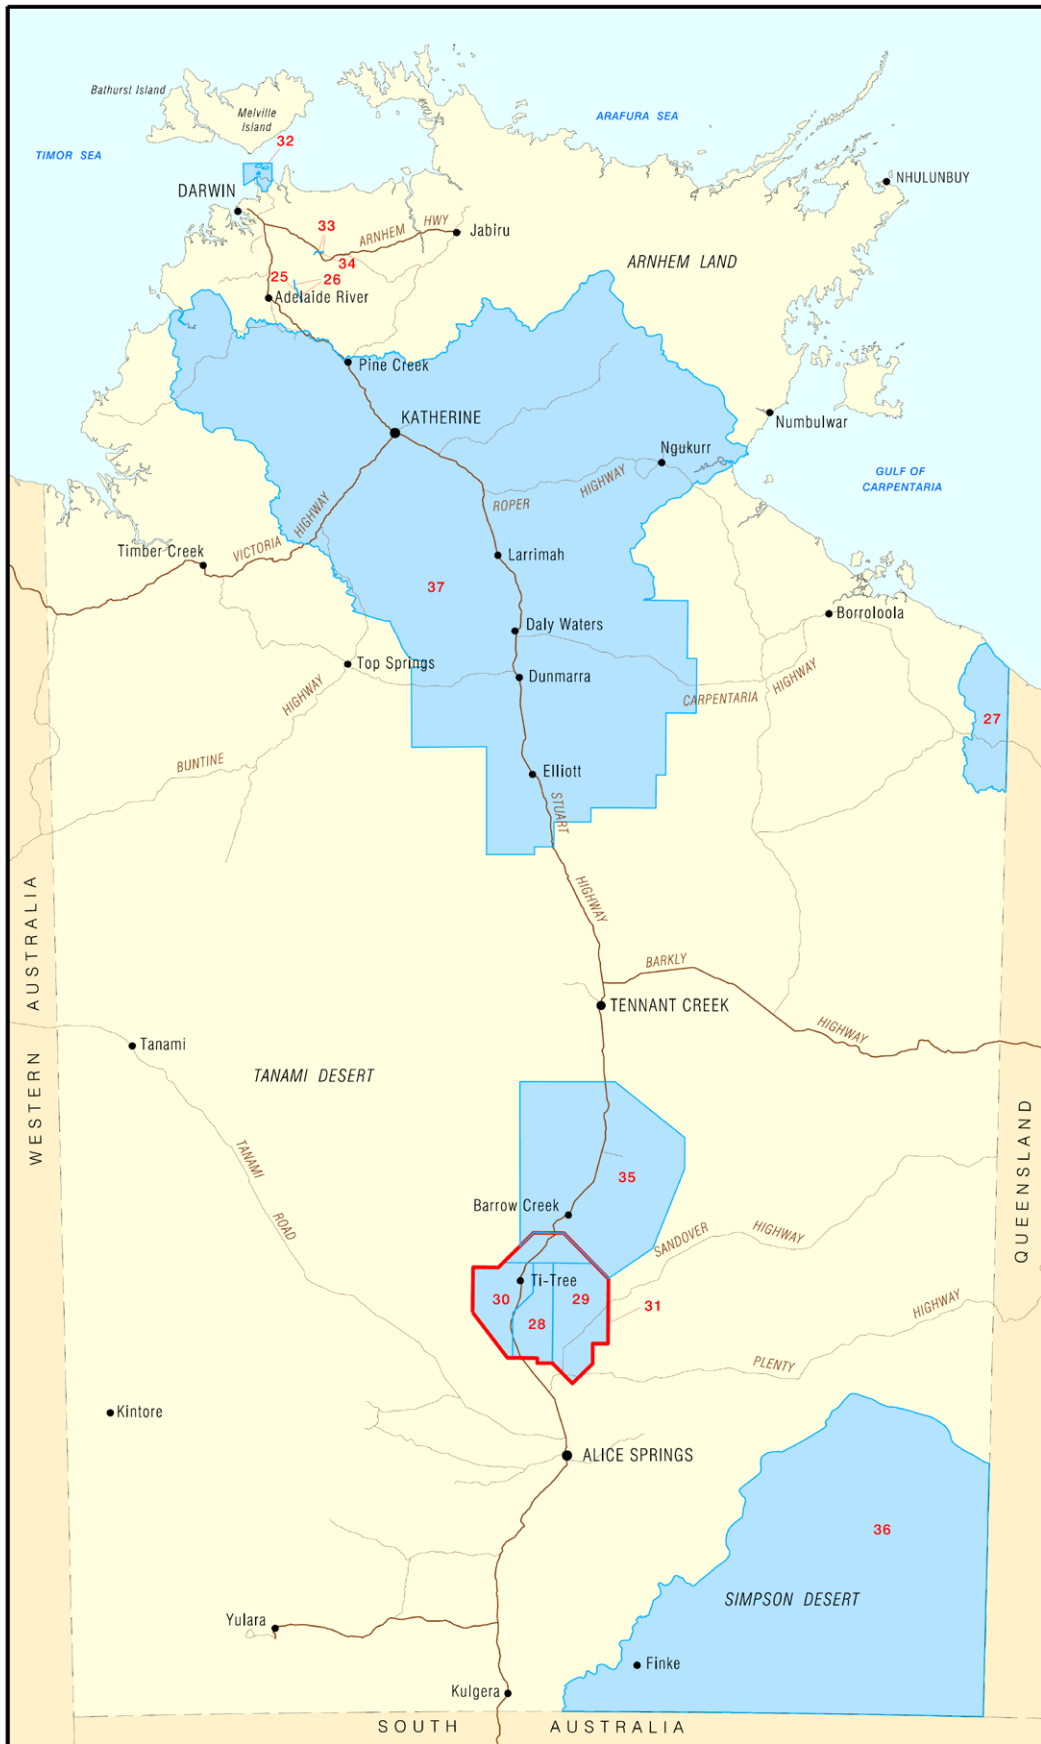 Bathurst Island
Melville
Island
ARAFURA SEA
TIMOR SEA
32
DARWIN
NHULUNBUY
33
ARNHEM HWY
Jabiru
34
ARNHEM LAND
25
26
Adelaide River
Pine Creek
KATHERINE
Numbulwar
Ngukurr
GULF OF
CARPENTARIA
ROPER HIGHWAY
VICTORIA HIGHWAY
Timber Creek
Larrimah
37
Borroloola
Daly Waters
Top Springs
Dunmarra
CARPENTARIA HIGHWAY
27
BUNTINE HIGHWAY
Elliott
STUART HIGHWAY
WESTERN AUSTRALIA
BARKLY HIGHWAY
TENNANT CREEK
Tanami
TANAMI DESERT
QUEENSLAND
TANAMI ROAD
35
Barrow Creek
SANDOVER HIGHWAY
Ti-Tree
30
29
31
28
PLENTY HIGHWAY
Kintore
ALICE SPRINGS
36
SIMPSON DESERT
Yulara
Finke
Kulgera
SOUTH AUSTRALIA